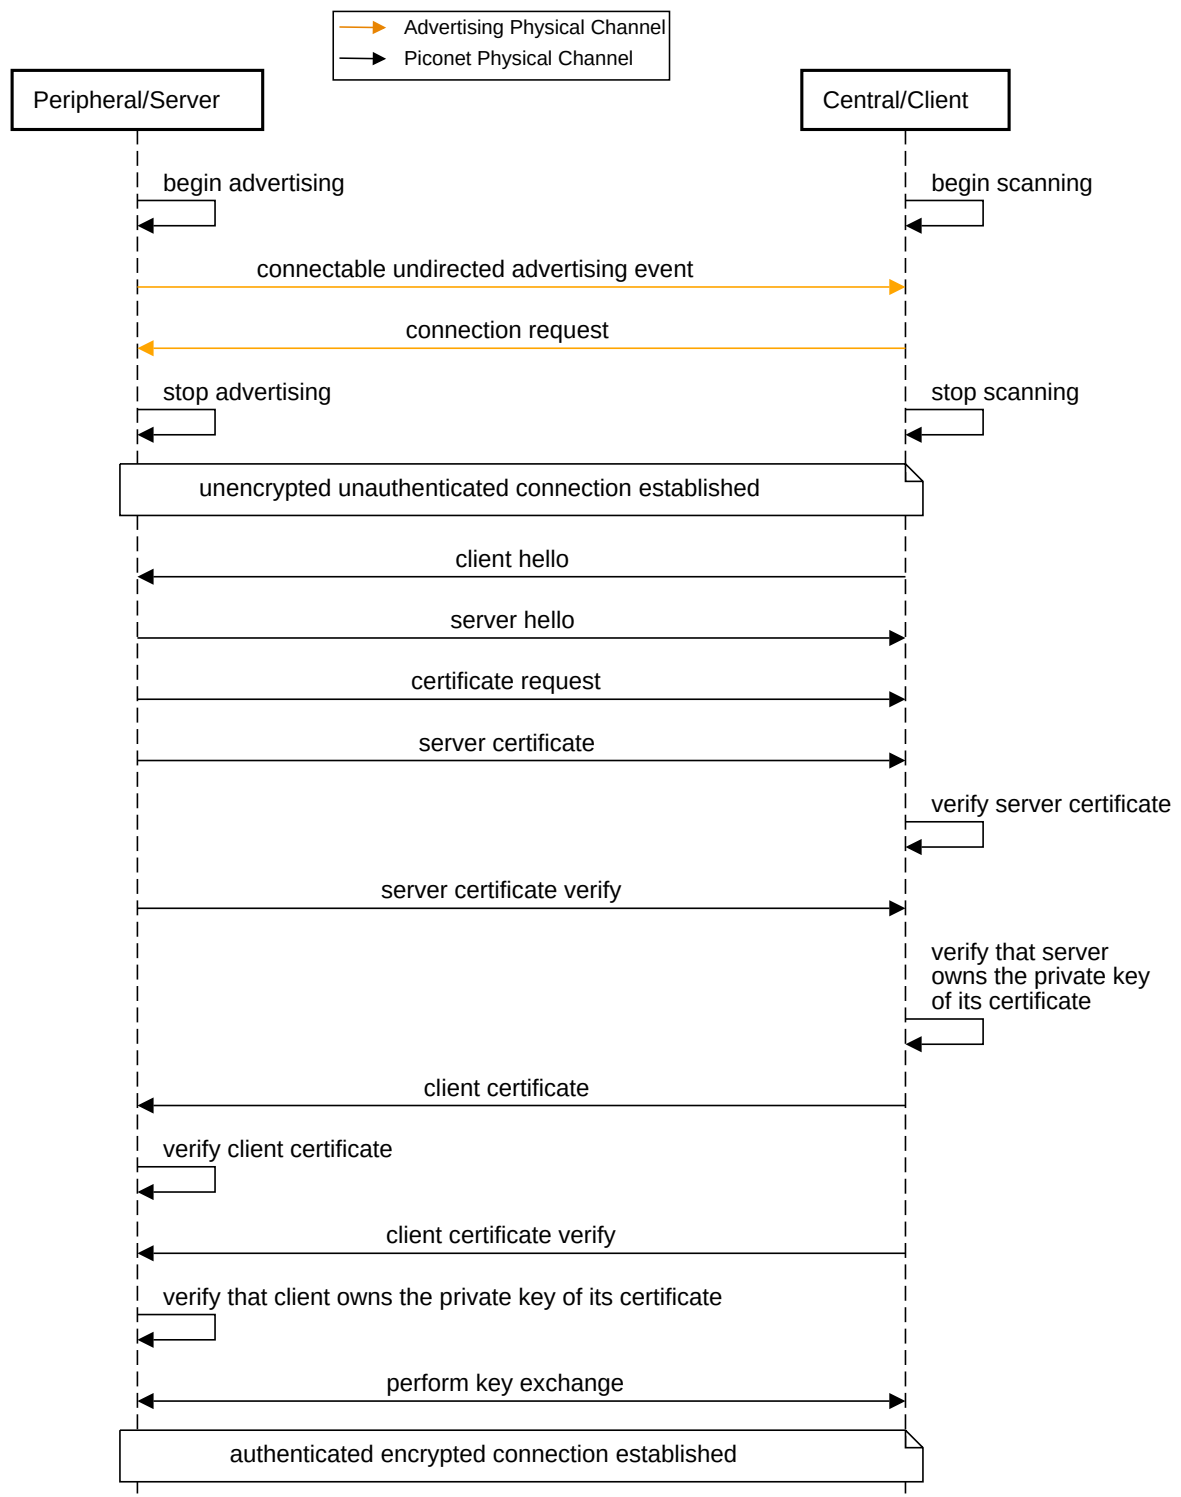 Advertising Physical Channel
Piconet Physical Channel
Peripheral/Server
Central/Client
begin advertising
begin scanning
connectable undirected advertising event
connection request
stop advertising
stop scanning
unencrypted unauthenticated connection established
client hello
server hello
certificate request
server certificate
verify server certificate
server certificate verify
verify that server
owns the private key
of its certificate
client certificate
verify client certificate
client certificate verify
verify that client owns the private key of its certificate
perform key exchange
authenticated encrypted connection established